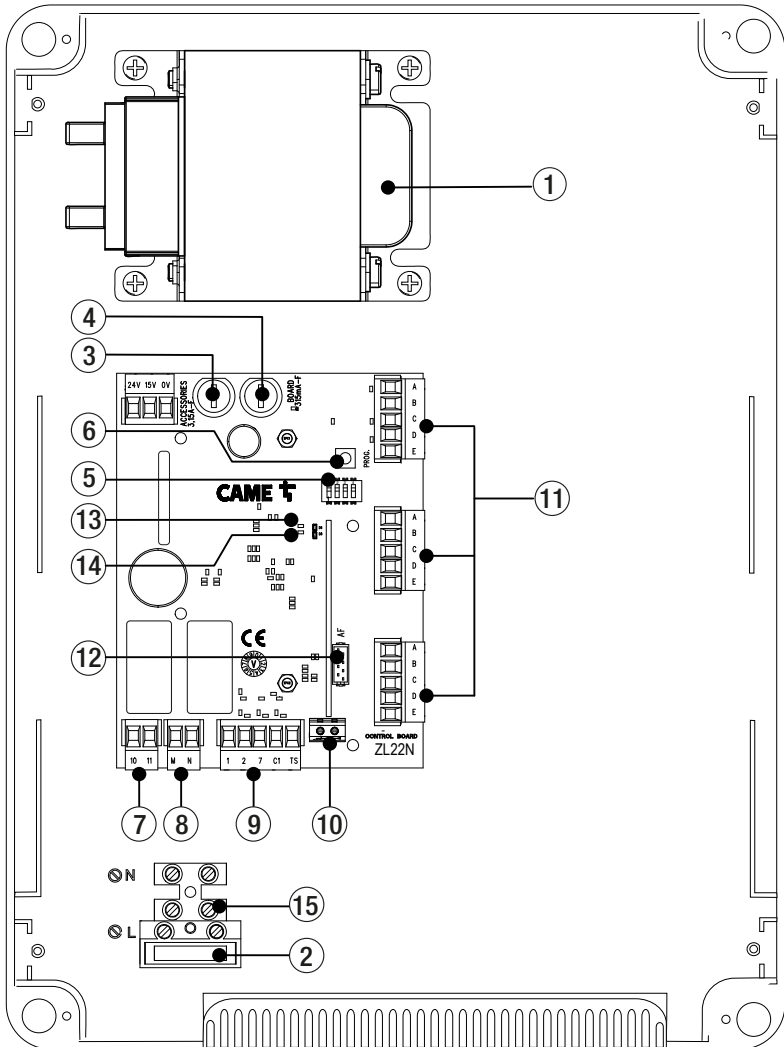 1
4
3
24V 15V 0V
ACCESSORIES
3,15A-F
BOARD
315mA-F
A
B
C
D
E
6
PROG.
5
CAME
11
13
14
A
B
C
D
E
AF
CE
12
V
A
B
C
D
E
CONTROL BOARD
ZL22N
10 11 M N 1 2 7 C1 TS
7
8
9
10
N
15
L
2